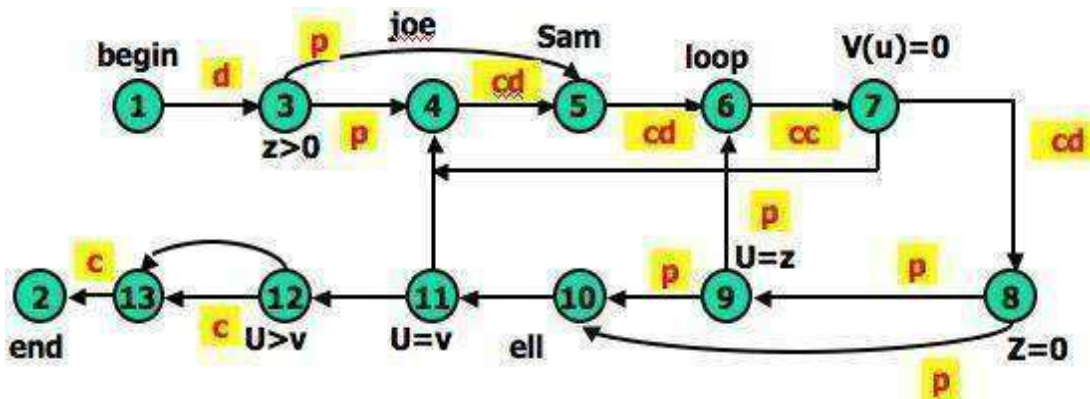 joe
Sam
begin
p
loop
V(u)=0
d
cd
1
3
4
5
6
7
z>0
p
cd
cc
cd
p
U=z
c
p
p
2
13
12
11
10
9
8
end
c
U>v
U=v
ell
Z=0
p